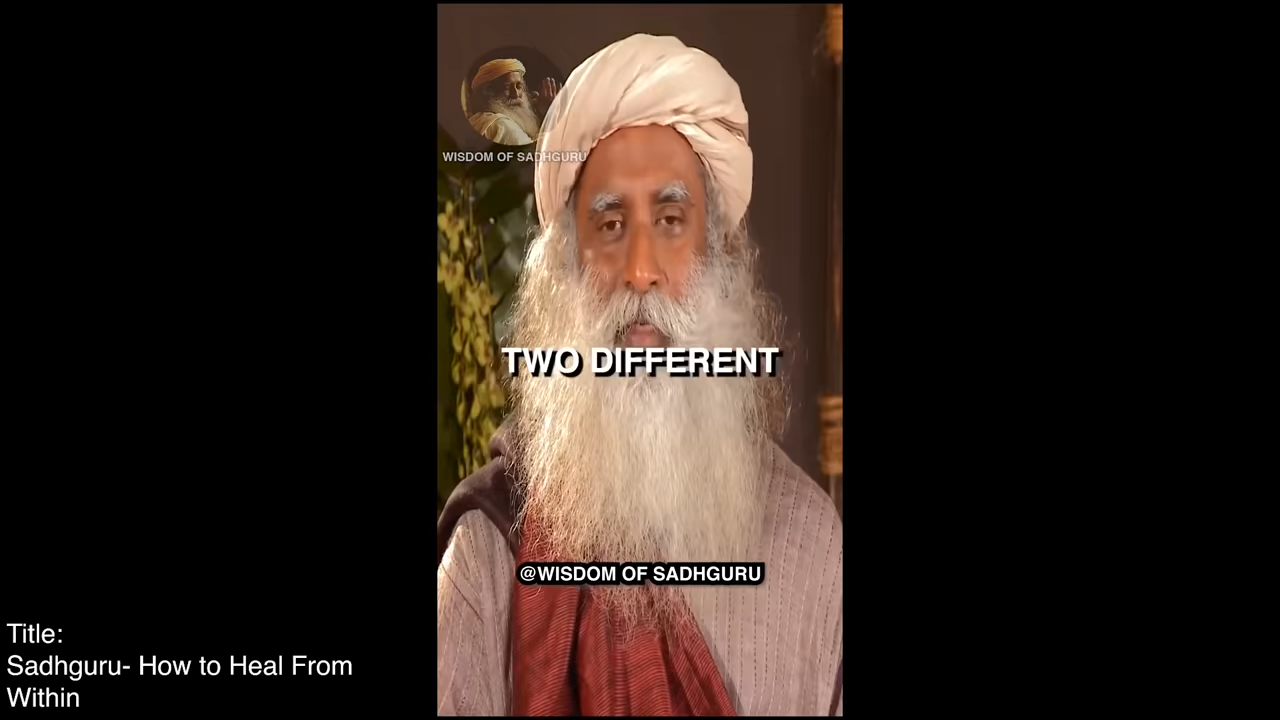 WISDOM OF SADHGURU
TWO DIFFERENT
@WISDOM OF SADHGURU
Title:
Sadhguru- How to Heal From
Within